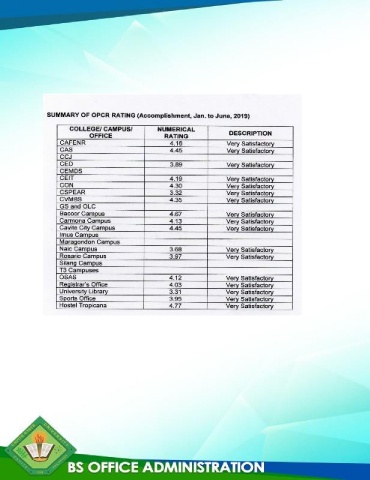 SUMMARY OF OPCR RATING (Accomplishment, Jan. to June, 2019)
COLLEGE/ CAMPUS/ OFFICE NUMERICAL RATING DESCRIPTION
CAFENR 4.18 Very Satisfactory
CAS 4.45 Very Satisfactory
CCJ
CED 3.89 Very Satisfactory
CEMDS
CEIT 4.19 Very Satisfactory
CON 4.30 Very Satisfactory
CSPEAR 3.32 Very Satisfactory
CVMBS 4.35 Very Satisfactory
GS and OLC
Bacoor Campus 4.67 Very Satisfactory
Carmona Campus 4.13 Very Satisfactory
Cavite City Campus 4.45 Very Satisfactory
Imus Campus
Maragondon Campus
Naic Campus 3.68 Very Satisfactory
Rosario Campus 3.97 Very Satisfactory
Silang Campus
T3 Campuses
OSAS 4.12 Very Satisfactory
Registrar's Office 4.03 Very Satisfactory
University Library 3.31 Very Satisfactory
Sports Office 3.95 Very Satisfactory
Hostel Tropicana 4.77 Very Satisfactory
BS OFFICE ADMINISTRATION